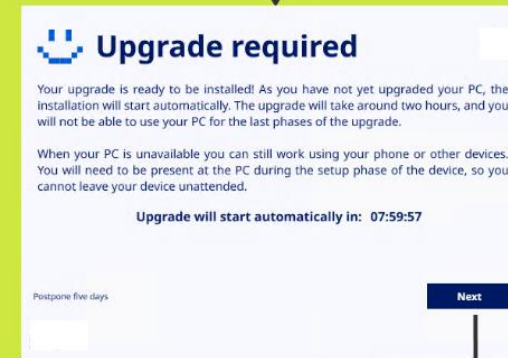 Upgrade required
Your upgrade is ready to be installed! As you have not yet upgraded your PC, the
installation will start automatically. The upgrade will take around two hours, and you
will not be able to use your PC for the last phases of the upgrade.
When your PC is unavailable you can still work using your phone or other devices.
You will need to be present at the PC during the setup phase of the device, so you
cannot leave your device unattended.
Upgrade will start automatically in: 07:59:57
Postpone five days
Next